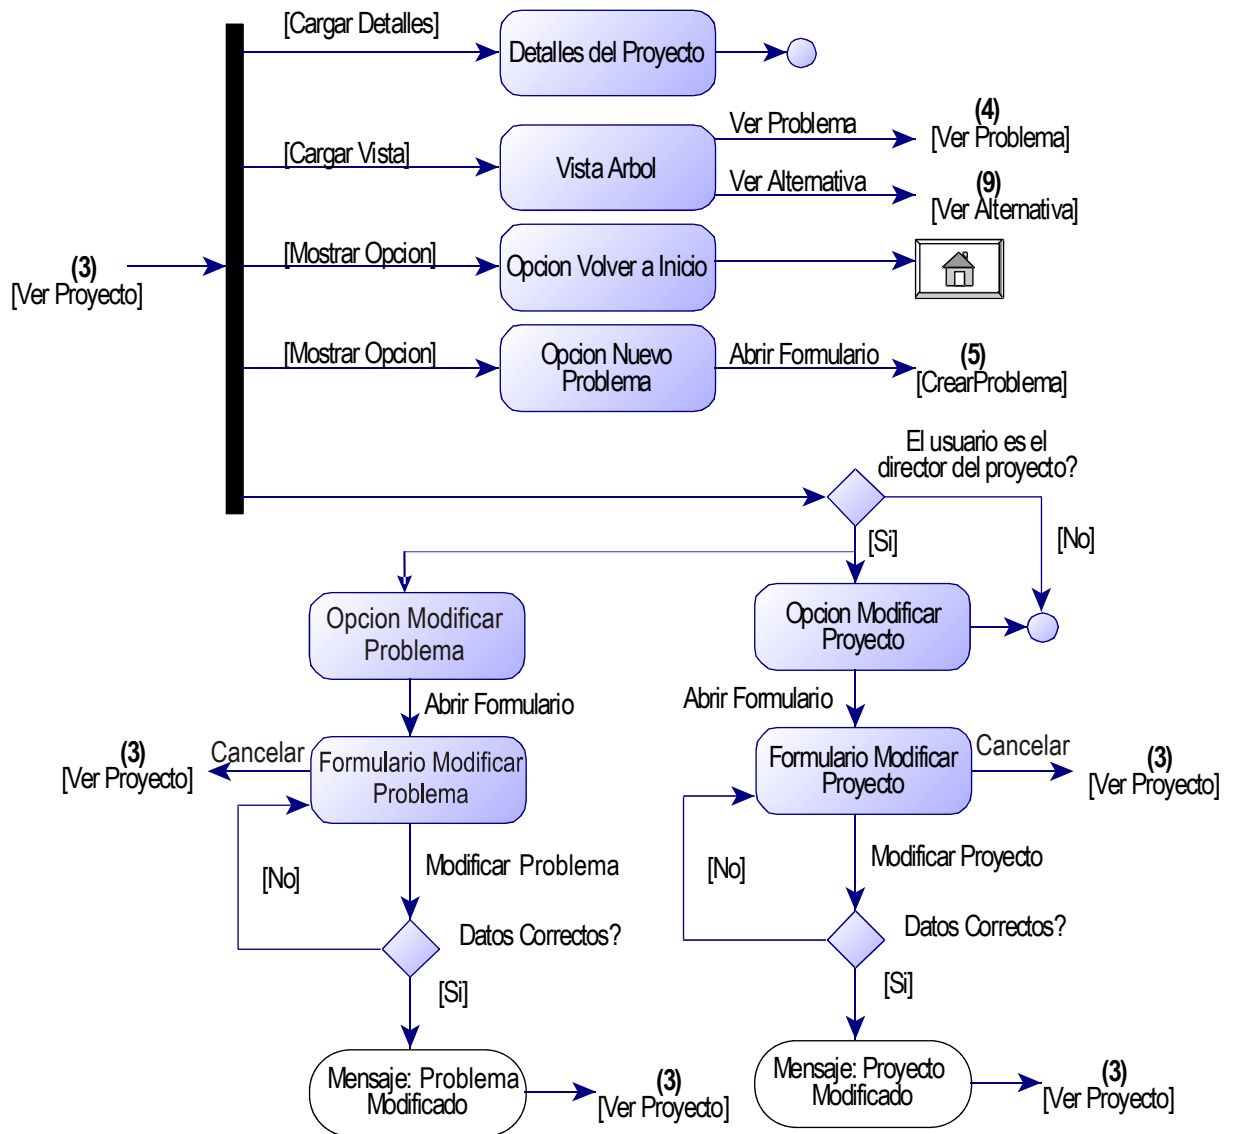 [Cargar Detalles]
Detalles del Proyecto
[Cargar Vista]
Vista Arbol
Ver Problema
(4)
[Ver Problema]
Ver Alternativa
(9)
[Ver Alternativa]
(3)
[Ver Proyecto]
[Mostrar Opcion]
Opcion Volver a Inicio
[Mostrar Opcion]
Opcion Nuevo
Problema
Abrir Formulario
(5)
[CrearProblema]
El usuario es el
director del proyecto?
[Si]
[No]
Opcion Modificar
Problema
Opcion Modificar
Proyecto
Abrir Formulario
Abrir Formulario
(3)
[Ver Proyecto]
Cancelar
Formulario Modificar
Problema
Formulario Modificar
Proyecto
Cancelar
(3)
[Ver Proyecto]
[No]
Modificar Problema
[No]
Modificar Proyecto
Datos Correctos?
Datos Correctos?
[Si]
[Si]
Mensaje: Problema
Modificado
(3)
[Ver Proyecto]
Mensaje: Proyecto
Modificado
(3)
[Ver Proyecto]